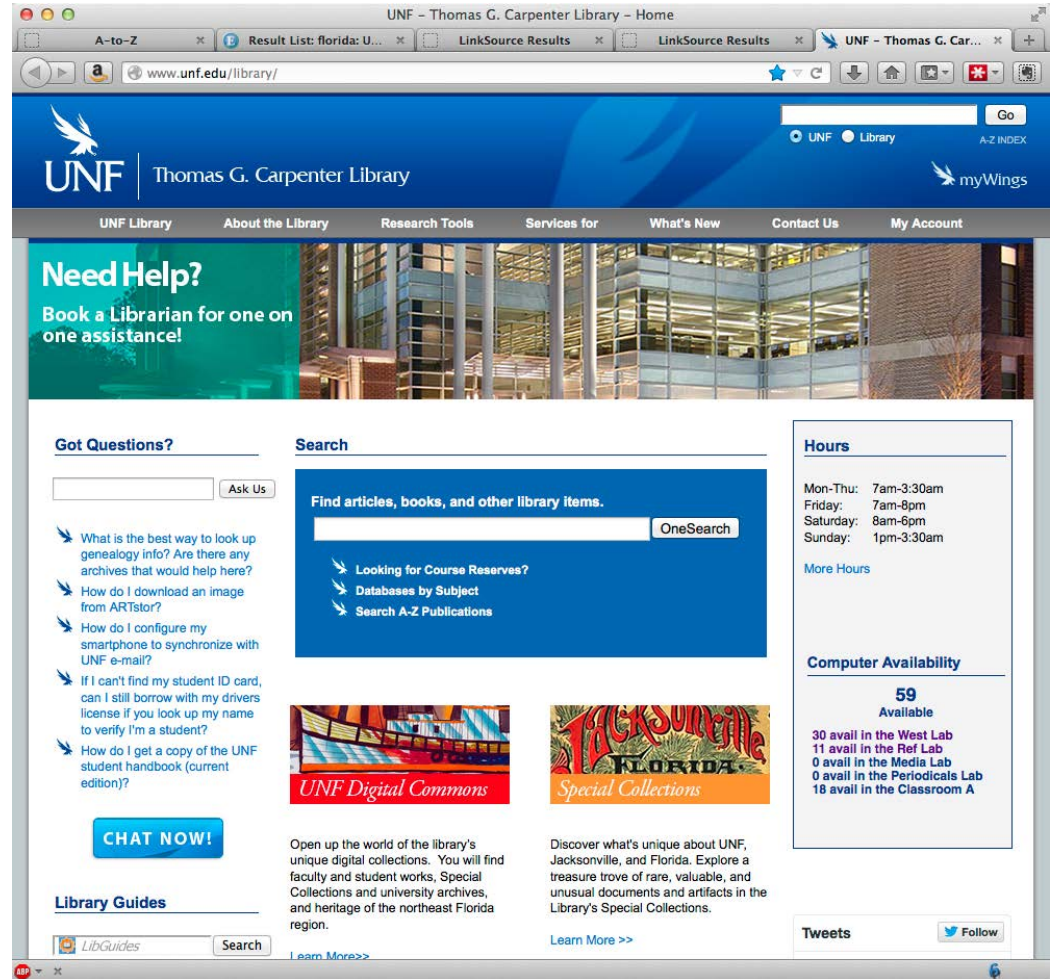 UNF – Thomas G. Carpenter Library – Home
A-to-Z
Result List: florida: U...
LinkSource Results
LinkSource Results
UNF – Thomas G. Car...
www.unf.edu/library/
Go
UNF Library
A-Z INDEX
UNF Thomas G. Carpenter Library
myWings
UNF Library About the Library Research Tools Services for What's New Contact Us My Account
Need Help?
Book a Librarian for one on
one assistance!
Got Questions?
Ask Us
What is the best way to look up
genealogy info? Are there any
archives that would help here?
How do I download an image
from ARTstor?
How do I configure my
smartphone to synchronize with
UNF e-mail?
If I can't find my student ID card,
can I still borrow with my drivers
license if you look up my name
to verify I'm a student?
How do I get a copy of the UNF
student handbook (current
edition)?
CHAT NOW!
Library Guides
LibGuides Search
Search
Find articles, books, and other library items.
OneSearch
Looking for Course Reserves?
Databases by Subject
Search A-Z Publications
UNF Digital Commons
Open up the world of the library's
unique digital collections. You will find
faculty and student works, Special
Collections and university archives,
and heritage of the northeast Florida
region.
Learn More>>
Jacksonville
FLORIDA.
Special Collections
Discover what's unique about UNF,
Jacksonville, and Florida. Explore a
treasure trove of rare, valuable, and
unusual documents and artifacts in the
Library's Special Collections.
Learn More >>
Hours
Mon-Thu: 7am-3:30am
Friday: 7am-8pm
Saturday: 8am-6pm
Sunday: 1pm-3:30am
More Hours
Computer Availability
59
Available
30 avail in the West Lab
11 avail in the Ref Lab
0 avail in the Media Lab
0 avail in the Periodicals Lab
18 avail in the Classroom A
Tweets
Follow
ABP